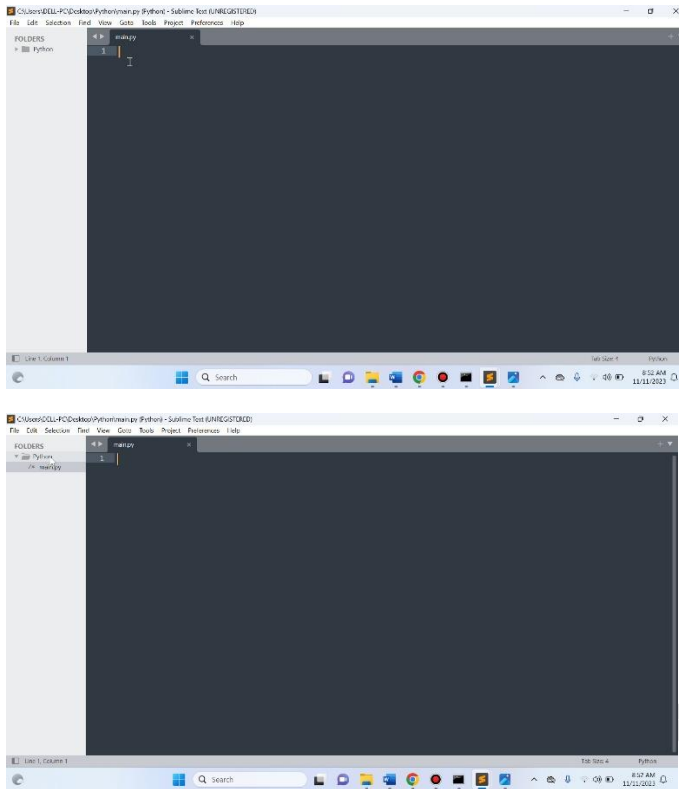 C:\Users\DELL-PC\Desktop\Python\main.py (Python) - Sublime Text (UNREGISTERED)
File Edit Selection Find View Goto Tools Project Preferences Help
FOLDERS
Python
main.py
1
Line 1, Column 1
Tab Size 4
Python
Search
8:52 AM
11/11/2023
C:\Users\DELL-PC\Desktop\Python\main.py (Python) - Sublime Text (UNREGISTERED)
File Edit Selection Find View Goto Tools Project Preferences Help
FOLDERS
Python
/* main.py
main.py
1
Line 1, Column 1
Tab Size 4
Python
Search
8:52 AM
11/11/2023